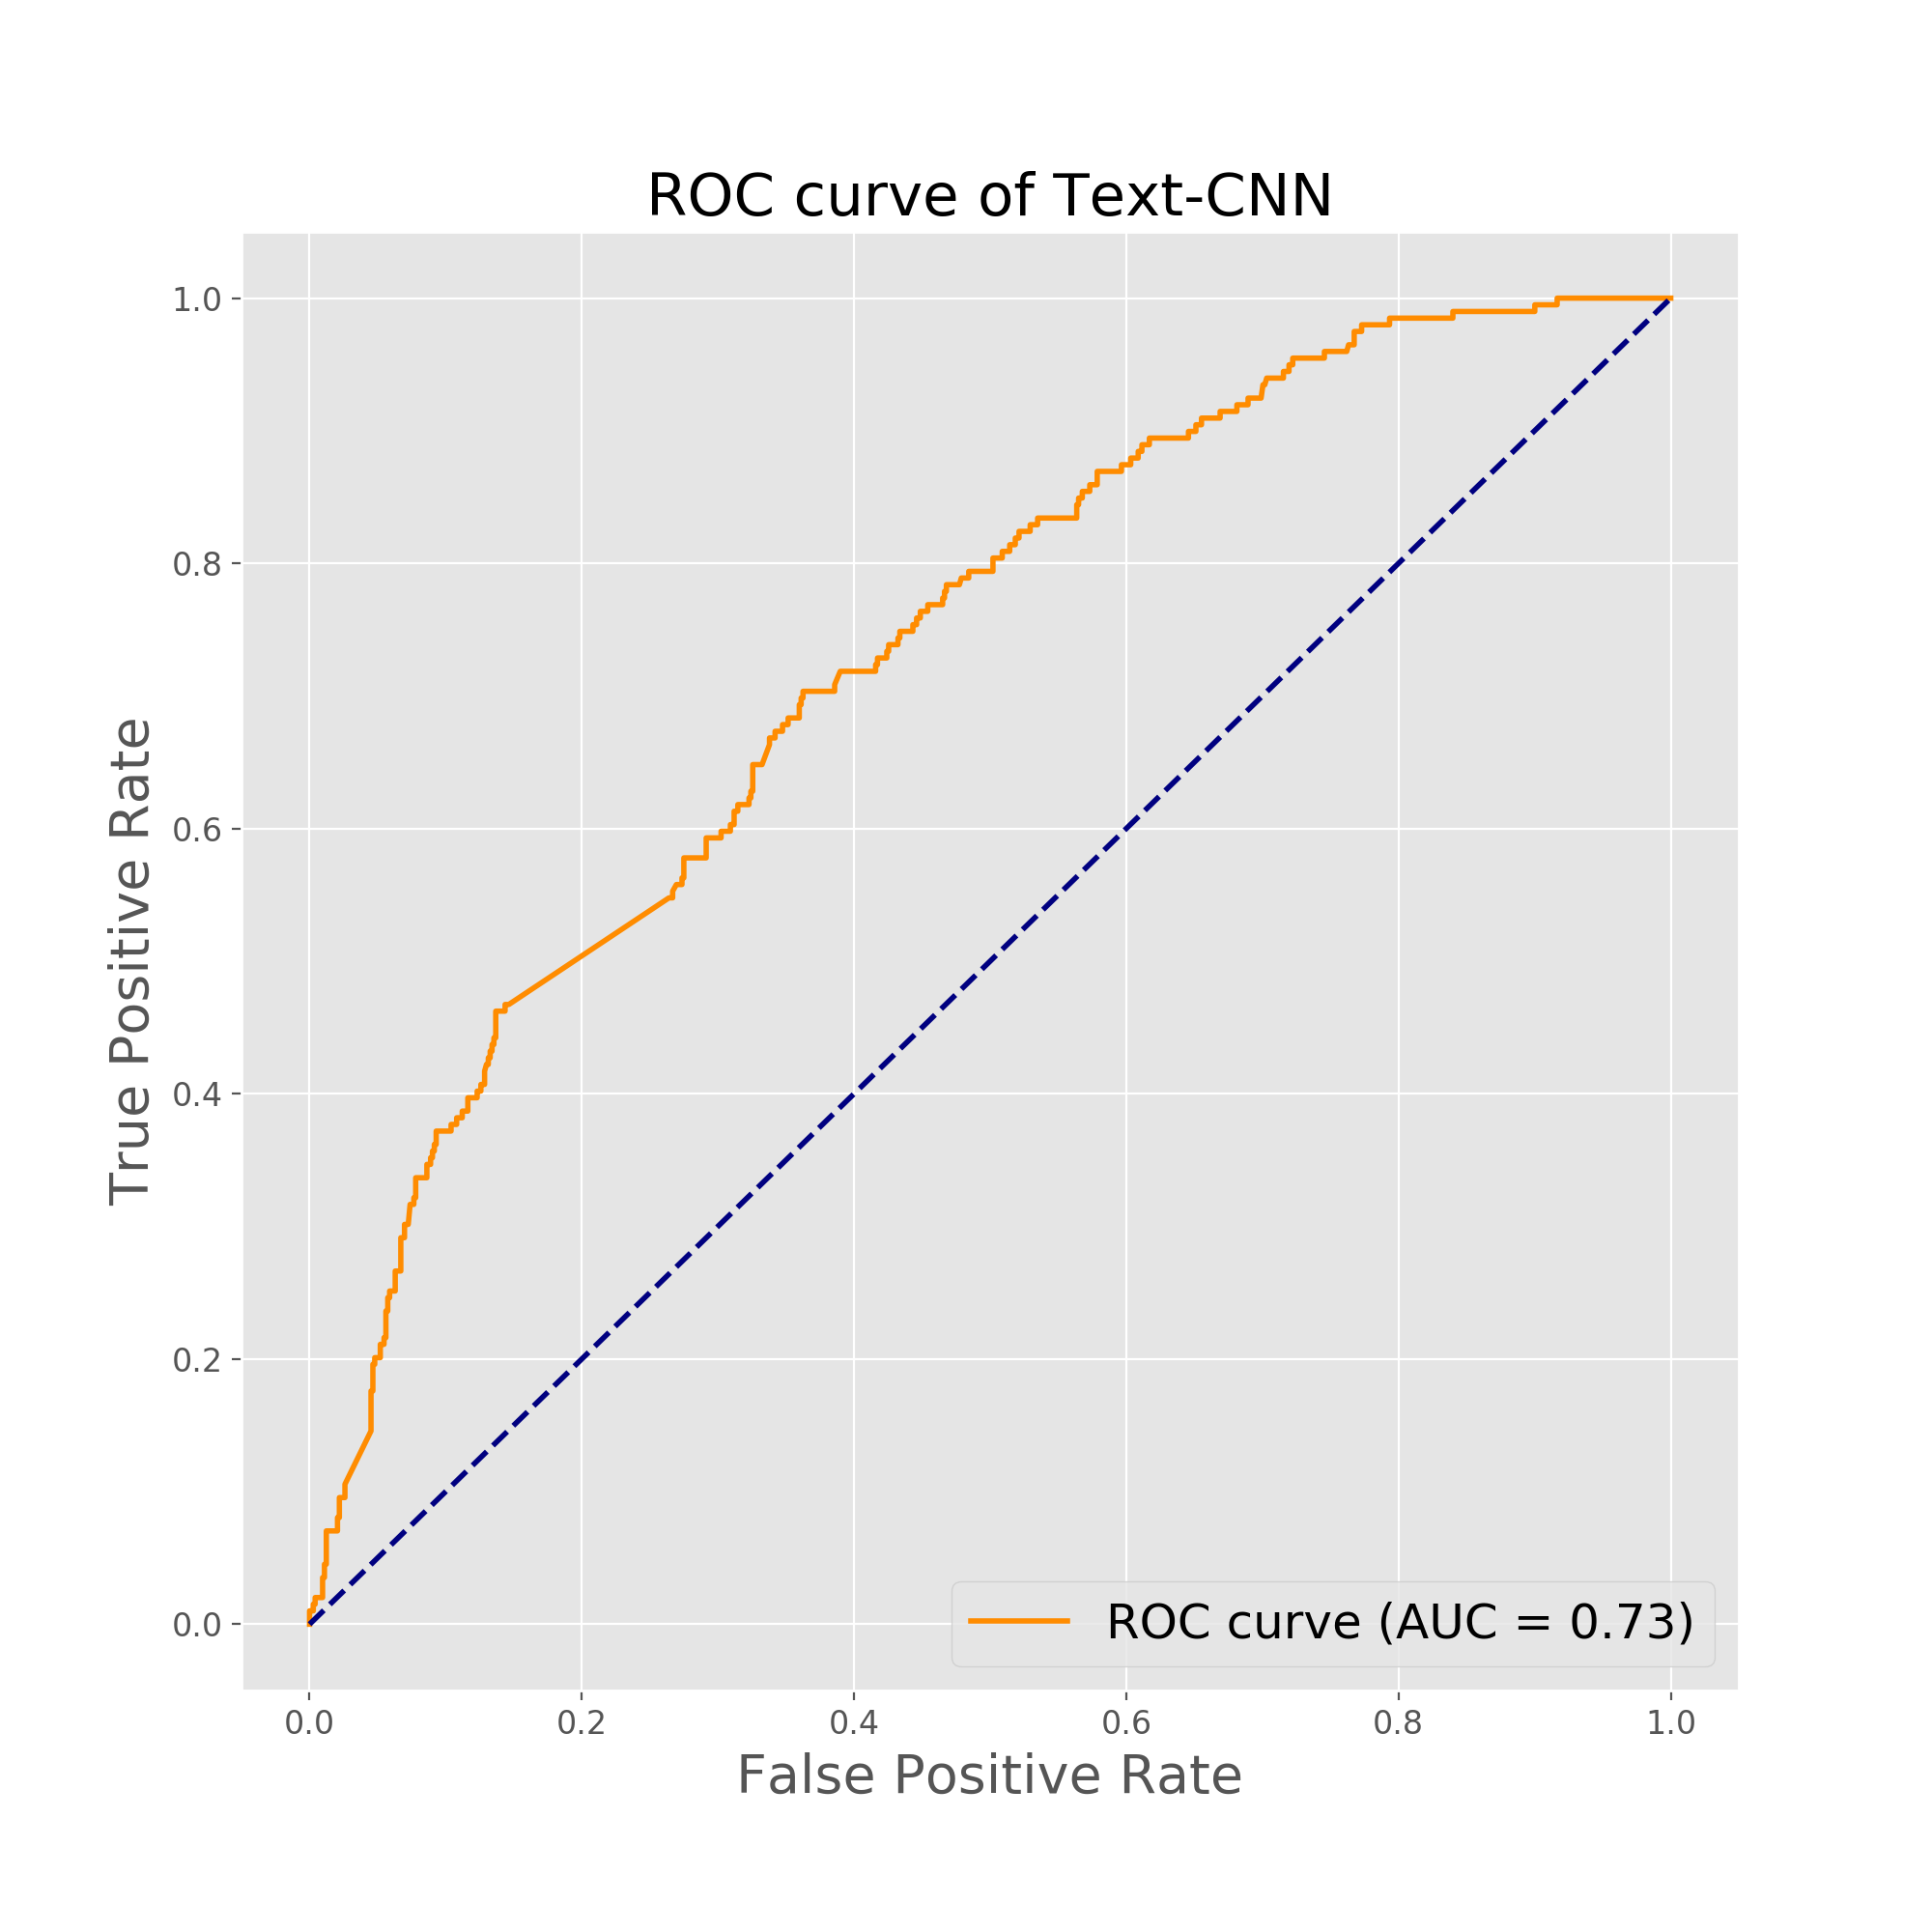 ROC curve of Text-CNN
True Positive Rate
1.0
0.8
0.6
0.4
0.2
0.0
ROC curve (AUC = 0.73)
0.0 0.2 0.4 0.6 0.8 1.0
False Positive Rate